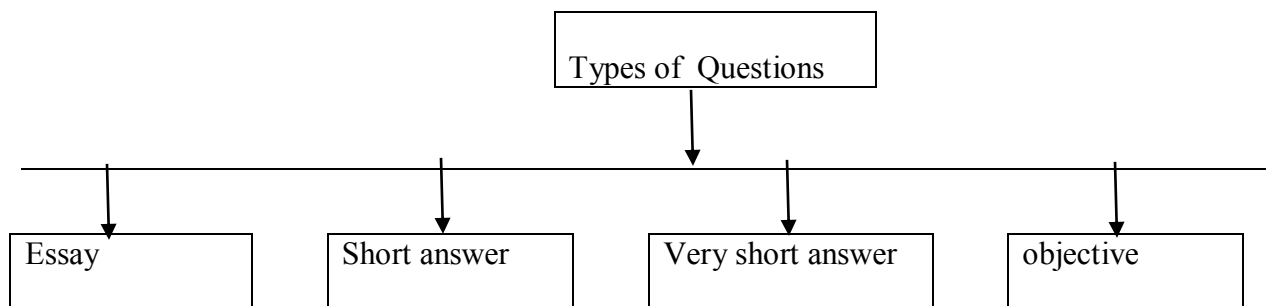 Types of Questions
Essay
Short answer
Very short answer
objective